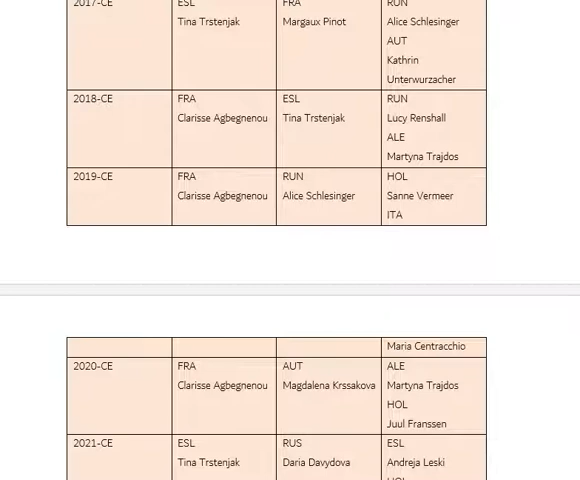 2017-CE ESL FRA RUN
Tina Trstenjak Margaux Pinot Alice Schlesinger
AUT
Kathrin
Unterwurzacher
2018-CE FRA ESL RUN
Clarisse Agbegnenou Tina Trstenjak Lucy Renshall
ALE
Martyna Trajdos
2019-CE FRA RUN HOL
Clarisse Agbegnenou Alice Schlesinger Sanne Vermeer
ITA
Maria Centracchio
2020-CE FRA AUT ALE
Clarisse Agbegnenou Magdalena Krssakova Martyna Trajdos
HOL
Juul Franssen
2021-CE ESL RUS ESL
Tina Trstenjak Daria Davydova Andreja Leski